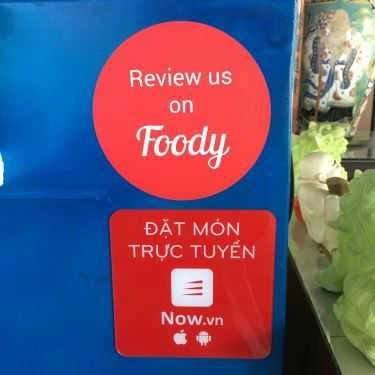 Review us
on
Foody
ĐẶT MÓN
TRỰC TUYẾN
Now.vn